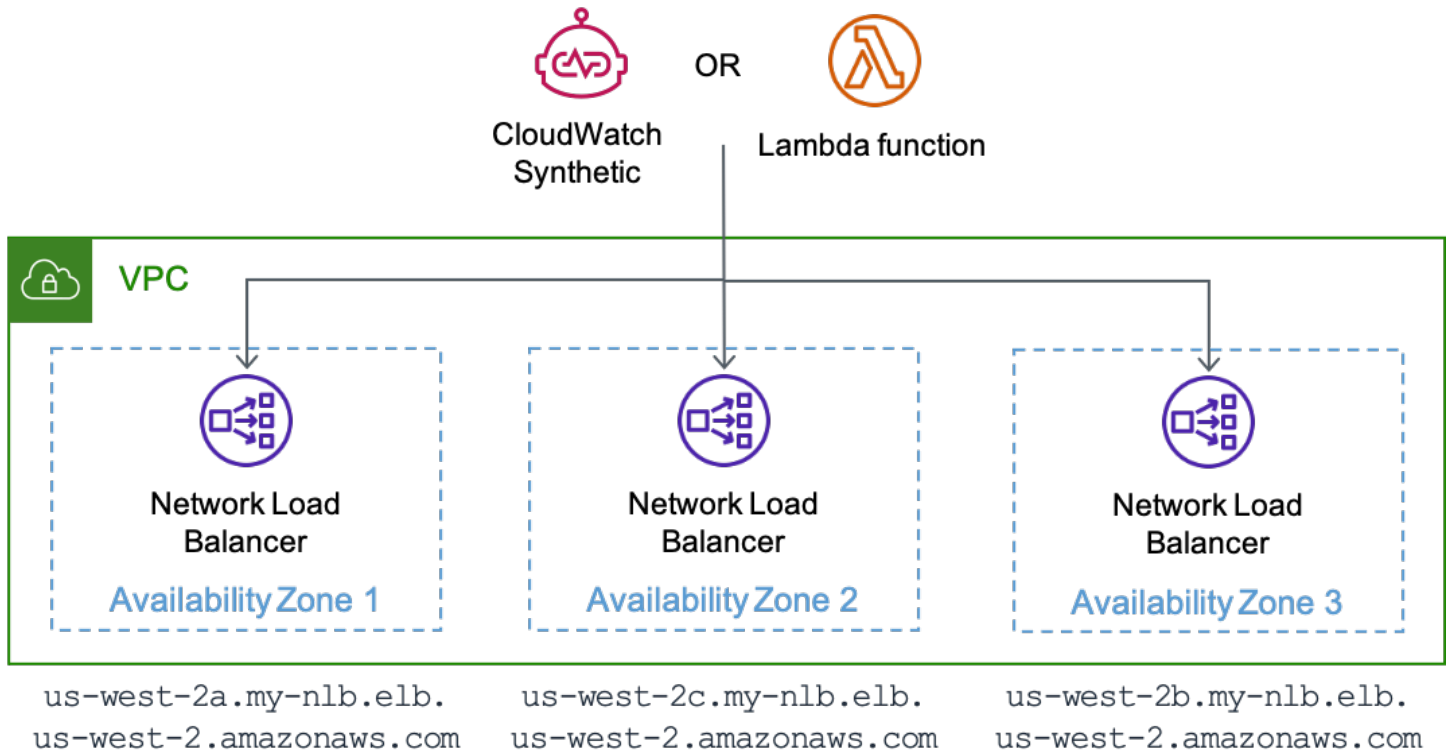 OR
CloudWatch
Synthetic
Lambda function
VPC
Network Load
Balancer
Availability Zone 1
Network Load
Balancer
Availability Zone 2
Network Load
Balancer
Availability Zone 3
us-west-2a.my-nlb.elb.
us-west-2.amazonaws.com
us-west-2c.my-nlb.elb.
us-west-2.amazonaws.com
us-west-2b.my-nlb.elb.
us-west-2.amazonaws.com